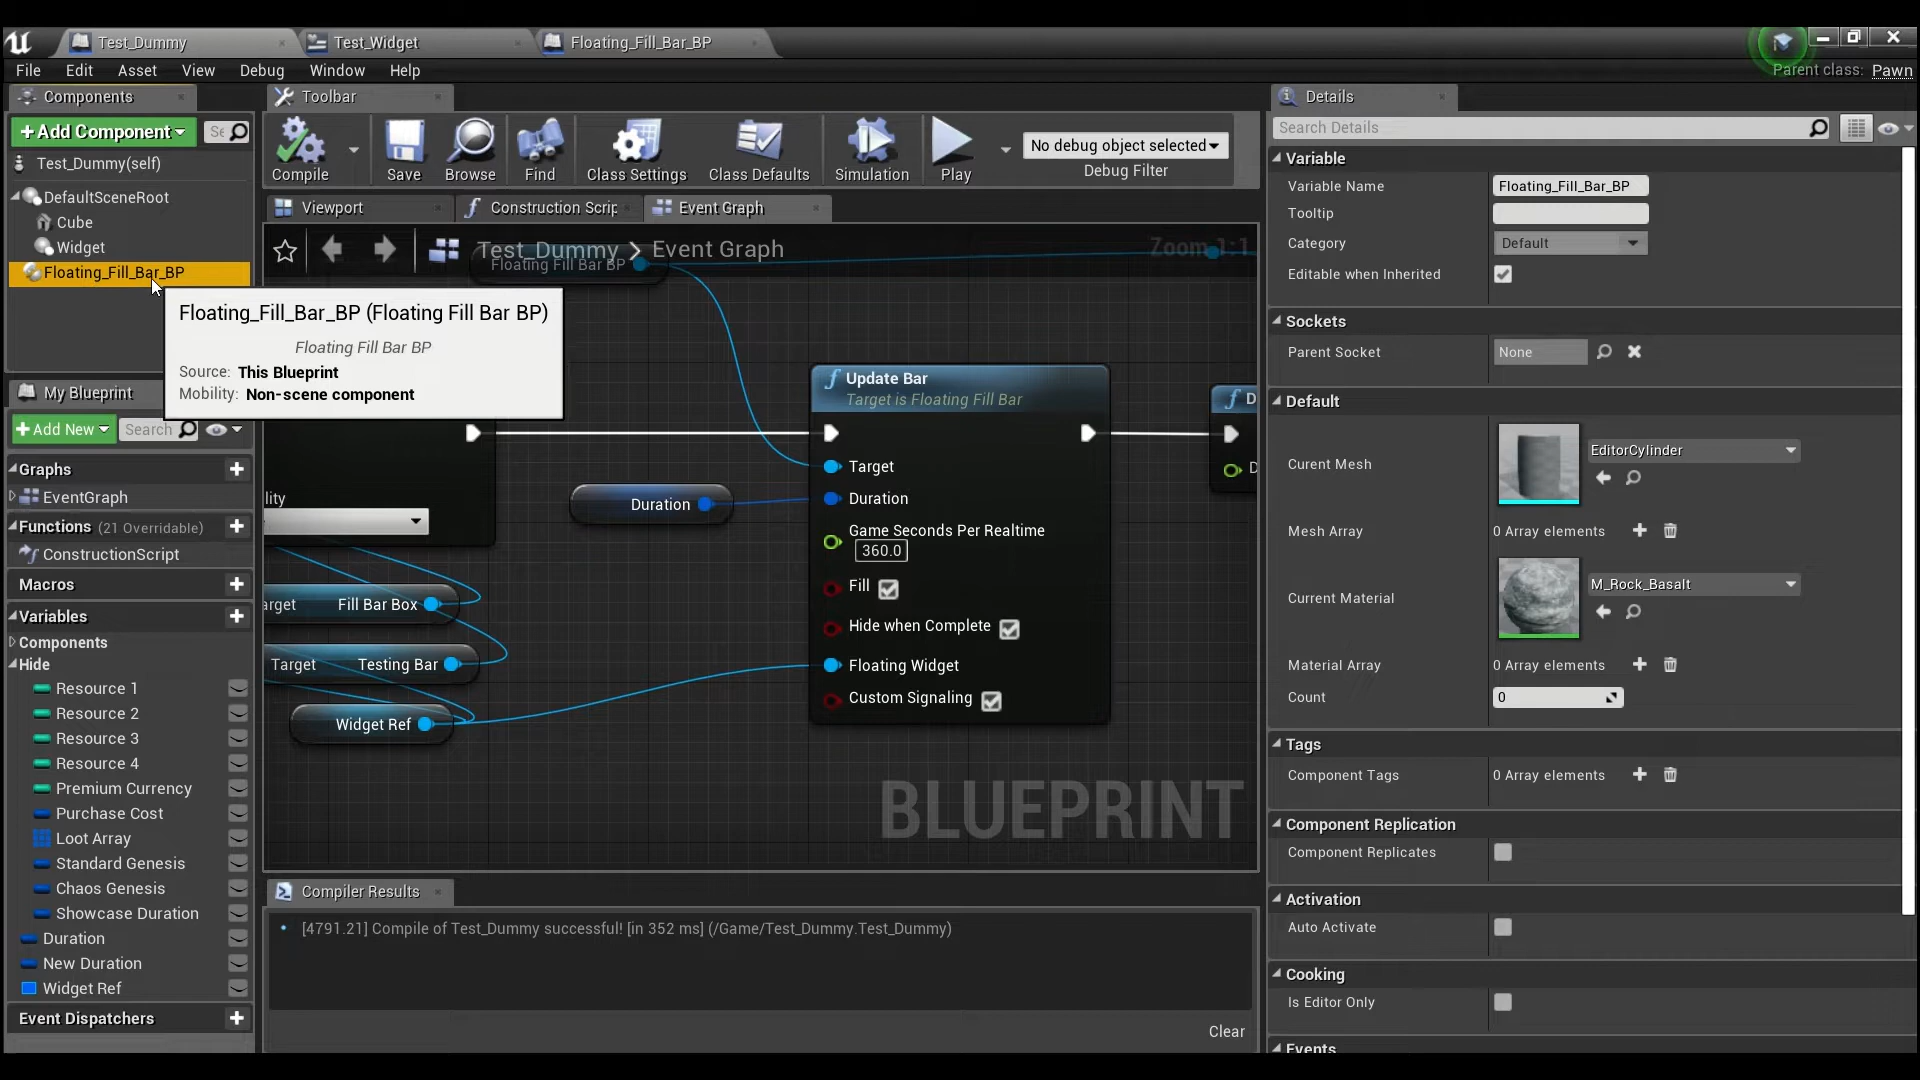 Test_Dummy
Test_Widget
Floating_Fill_Bar_BP
File Edit Asset View Debug Window Help
Parent class: Pawn
Components
+Add Component
Se
Test_Dummy(self)
DefaultSceneRoot
Cube
Widget
Floating_Fill_Bar_BP
Floating_Fill_Bar_BP (Floating Fill Bar BP)
Floating Fill Bar BP
Source: This Blueprint
Mobility: Non-scene component
My Blueprint
+Add New
Search
Graphs
EventGraph
Functions (21 Overridable)
ConstructionScript
Macros
Variables
Components
Hide
Resource 1
Resource 2
Resource 3
Resource 4
Premium Currency
Purchase Cost
Loot Array
Standard Genesis
Chaos Genesis
Showcase Duration
Duration
New Duration
Widget Ref
Event Dispatchers
Toolbar
Compile
Save
Browse
Find
Class Settings
Class Defaults
Simulation
Play
No debug object selected
Debug Filter
Viewport
Construction Scrip
Event Graph
Test_Dummy > Event Graph
Zoom 1:1
Floating Fill Bar BP
Update Bar
Target is Floating Fill Bar
Target
Duration
Game Seconds Per Realtime
360.0
Fill
Hide when Complete
Floating Widget
Custom Signaling
Duration
lity
arget Fill Bar Box
Target Testing Bar
Widget Ref
D
D
BLUEPRINT
Compiler Results
[4791.21] Compile of Test_Dummy successful! [in 352 ms] (/Game/Test_Dummy.Test_Dummy)
Clear
Details
Search Details
Variable
Variable Name Floating_Fill_Bar_BP
Tooltip
Category Default
Editable when Inherited
Sockets
Parent Socket None
Default
Curent Mesh EditorCylinder
Mesh Array 0 Array elements
Current Material M_Rock_Basalt
Material Array 0 Array elements
Count 0
Tags
Component Tags 0 Array elements
Component Replication
Component Replicates
Activation
Auto Activate
Cooking
Is Editor Only
Events